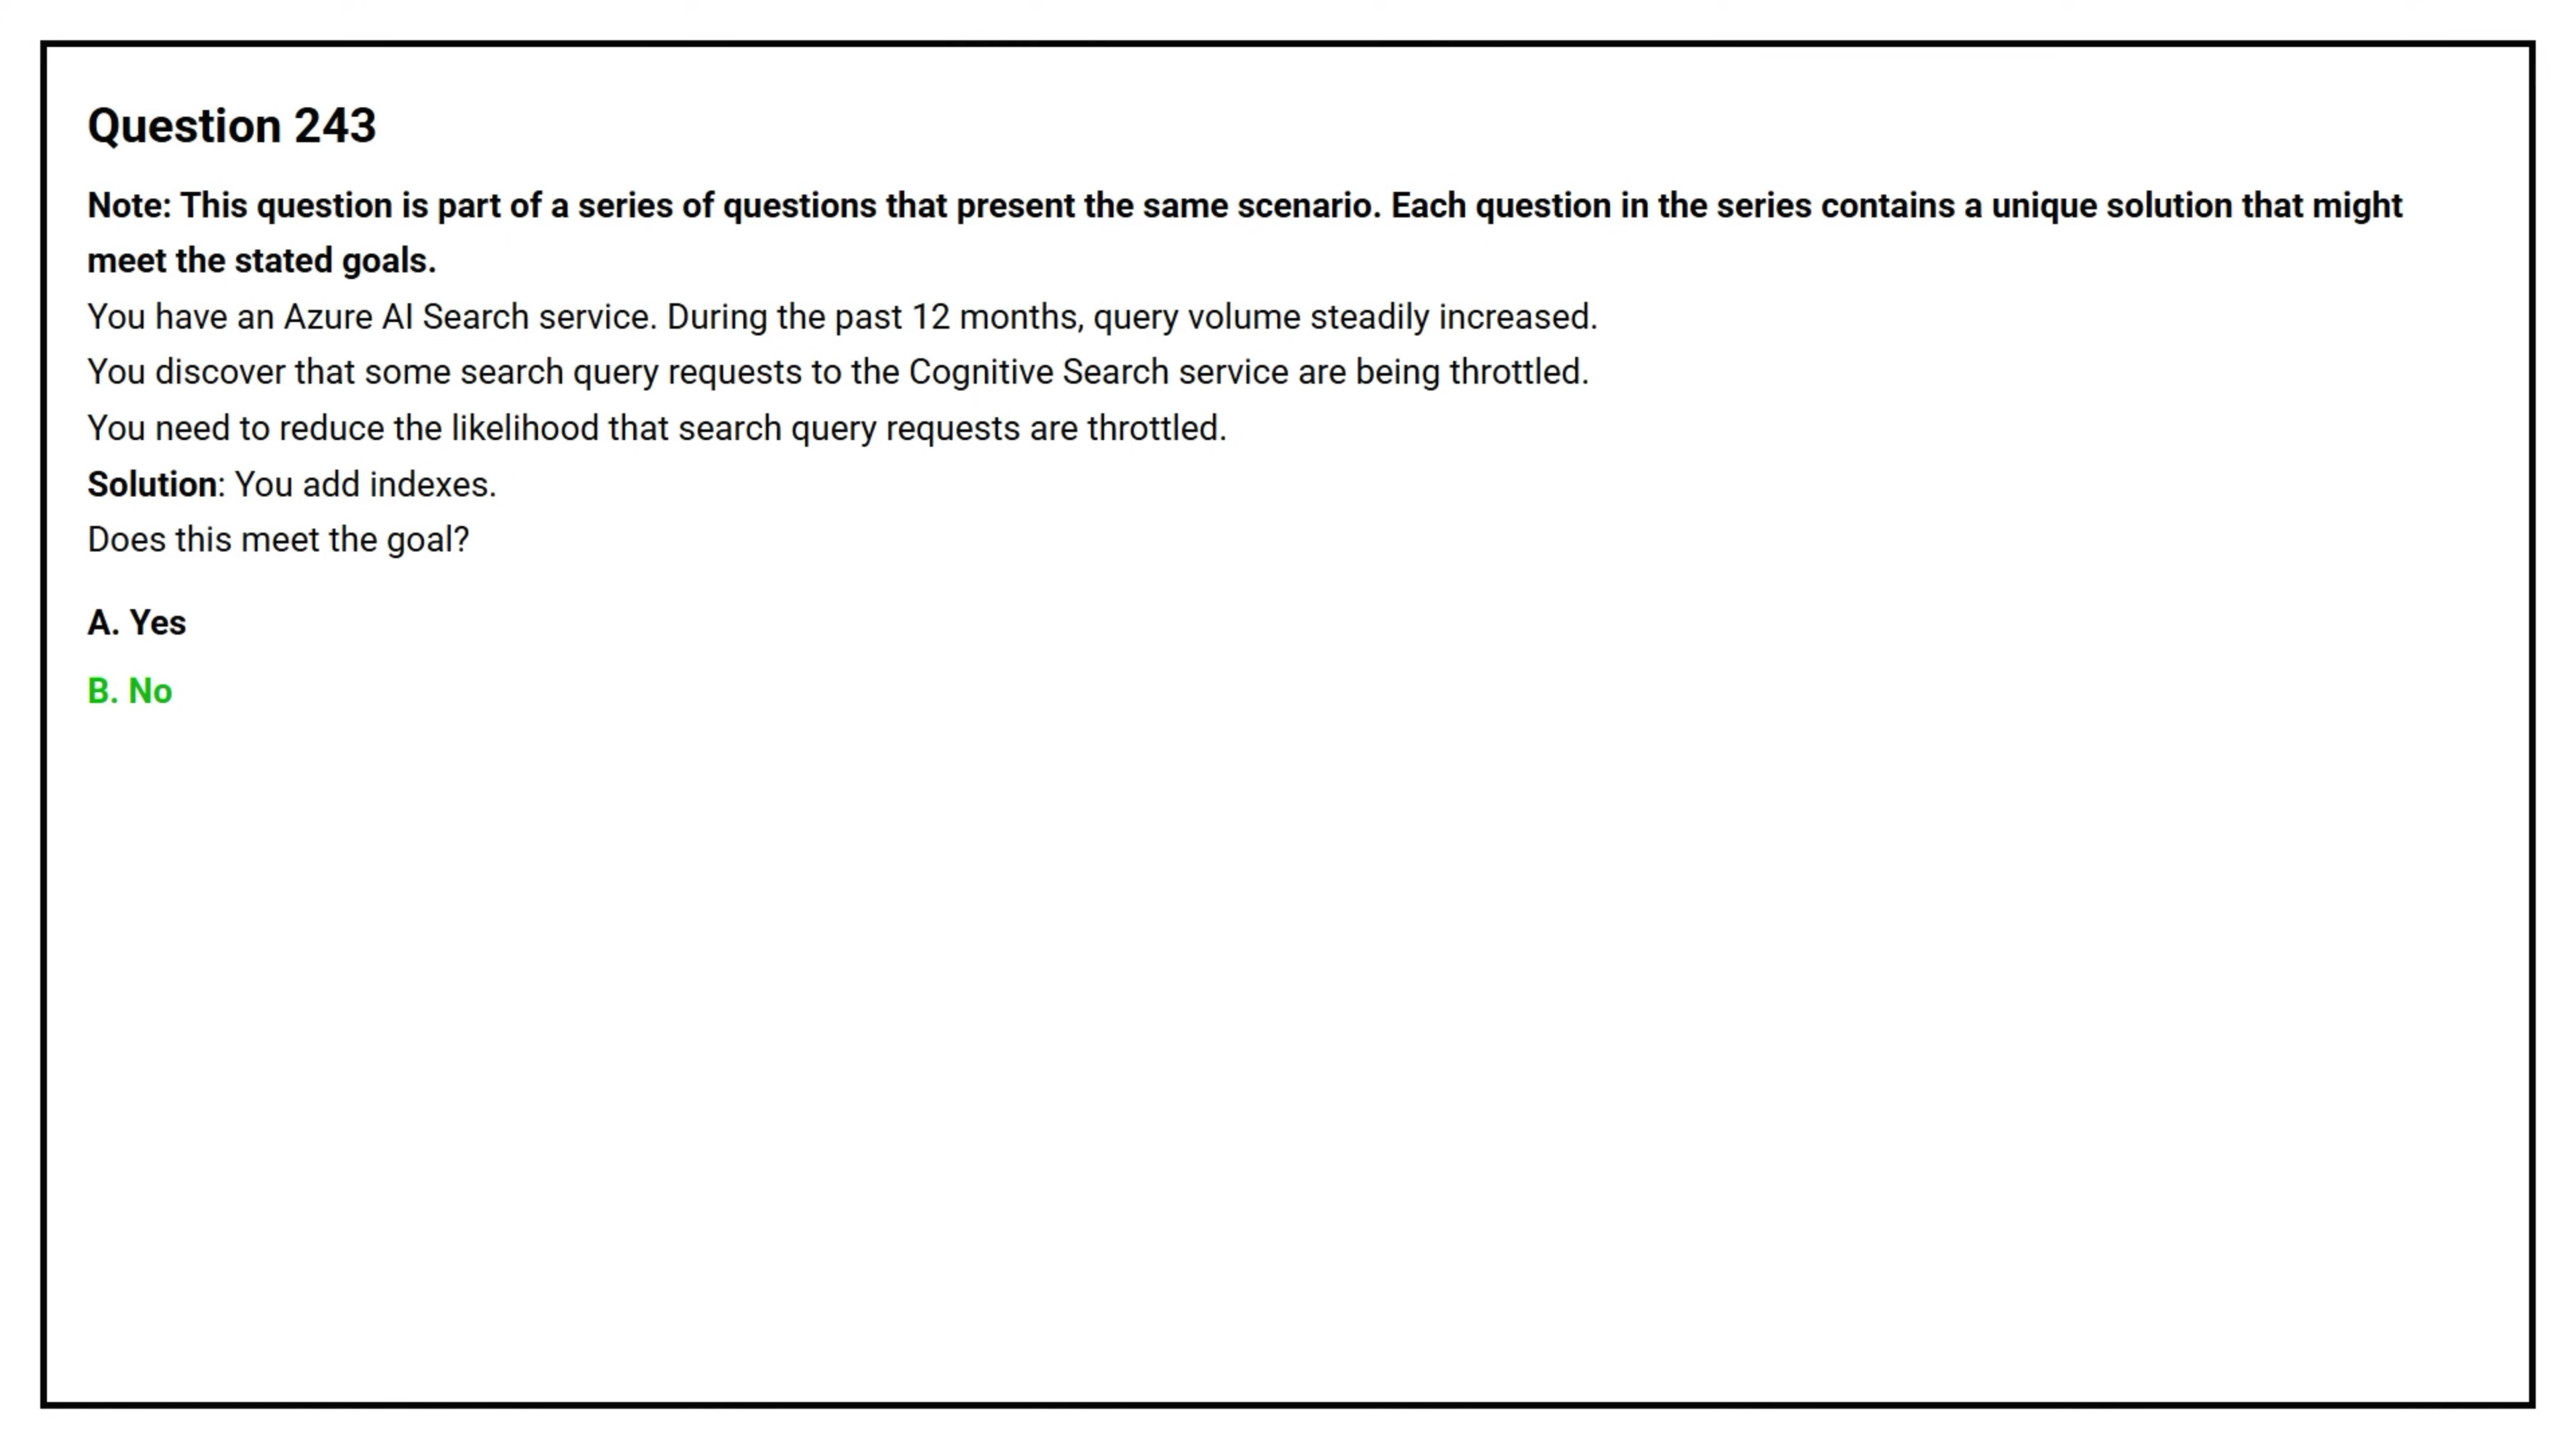 Question 243
Note: This question is part of a series of questions that present the same scenario. Each question in the series contains a unique solution that might
meet the stated goals.
You have an Azure AI Search service. During the past 12 months, query volume steadily increased.
You discover that some search query requests to the Cognitive Search service are being throttled.
You need to reduce the likelihood that search query requests are throttled.
Solution: You add indexes.
Does this meet the goal?
A. Yes
B. No